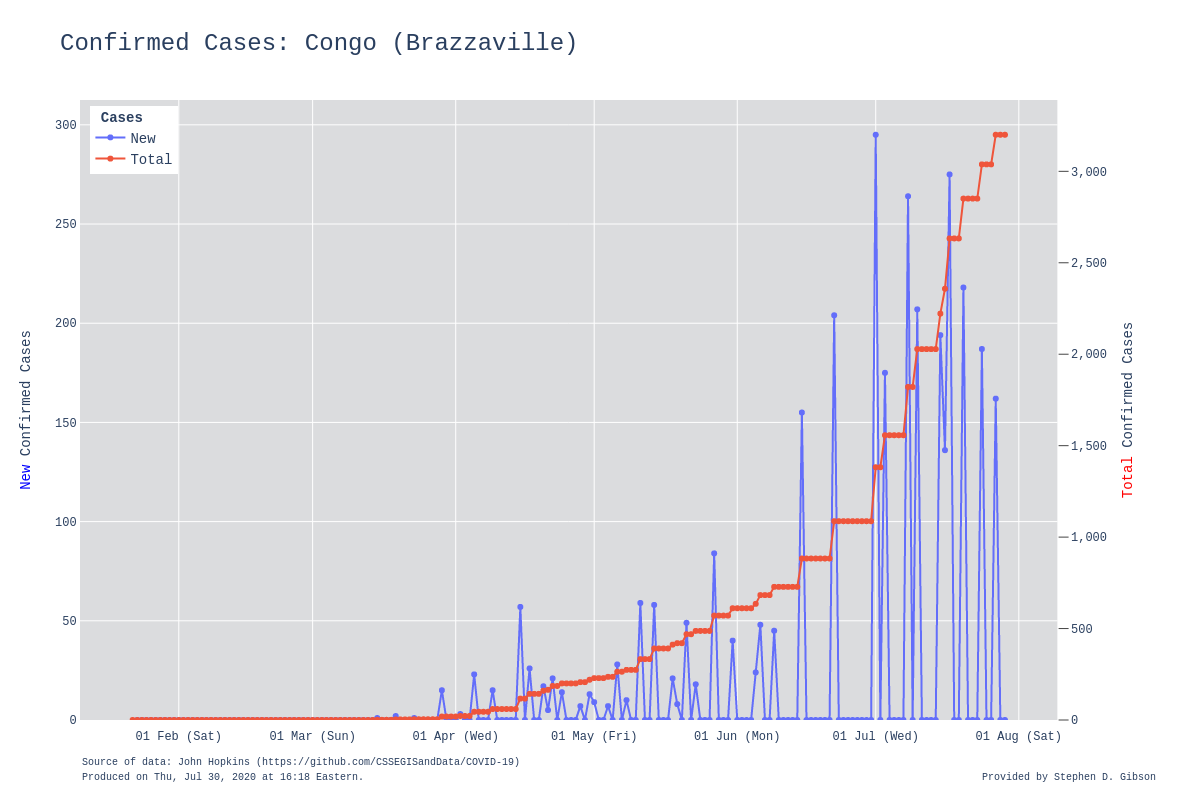 Confirmed Cases: Congo (Brazzaville)
Cases
New
Total
300
250
200
150
100
50
0
3,000
2,500
2,000
1,500
1,000
500
0
New Confirmed Cases
Total Confirmed Cases
01 Feb (Sat)
01 Mar (Sun)
01 Apr (Wed)
01 May (Fri)
01 Jun (Mon)
01 Jul (Wed)
01 Aug (Sat)
Source of data: John Hopkins (https://github.com/CSSEGISandData/COVID-19)
Produced on Thu, Jul 30, 2020 at 16:18 Eastern.
Provided by Stephen D. Gibson